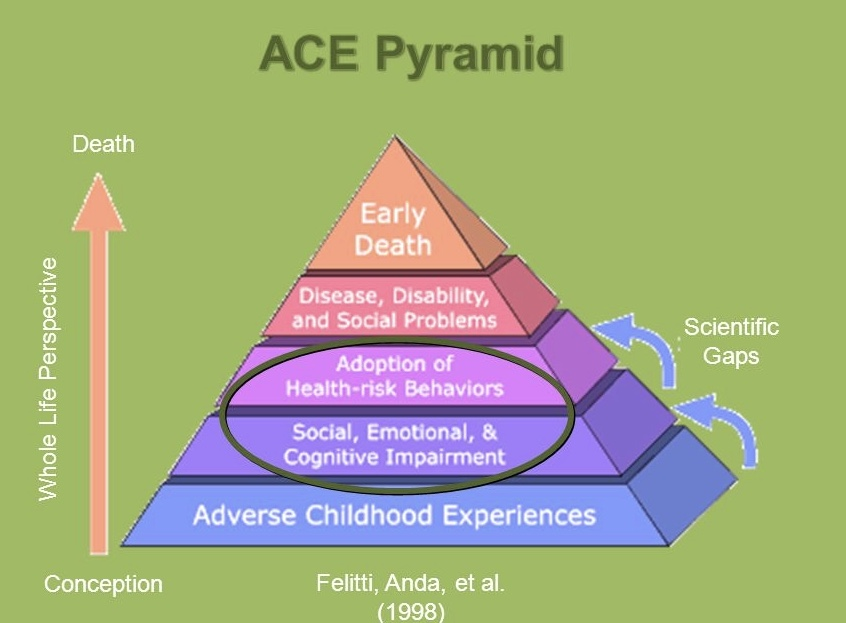 ACE Pyramid
Death
Whole Life Perspective
Conception
Early
Death
Disease, Disability,
and Social Problems
Adoption of
Health-risk Behaviors
Social, Emotional, &
Cognitive Impairment
Adverse Childhood Experiences
Scientific
Gaps
Felitti, Anda, et al.
(1998)